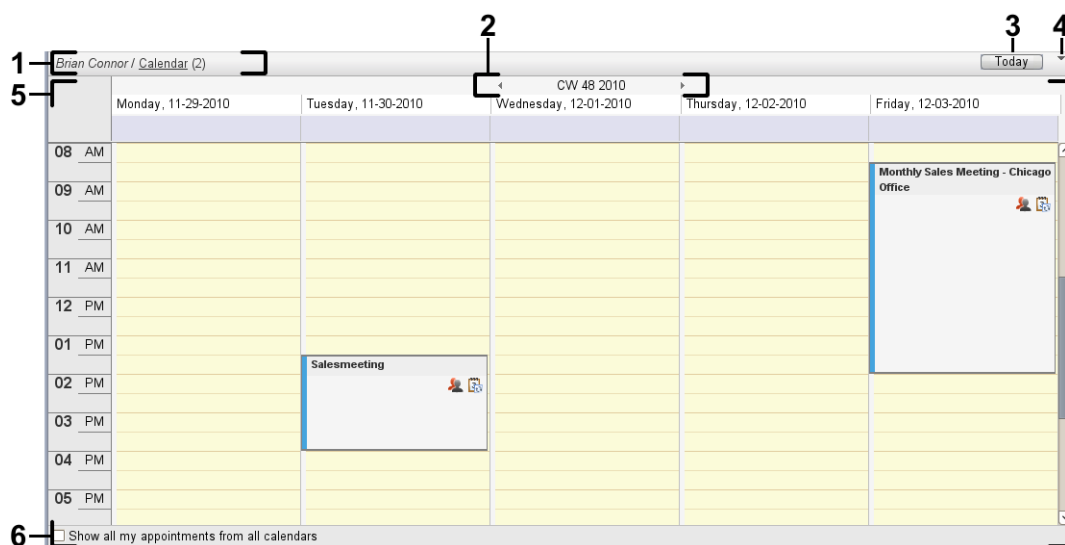 2 3 4
1 Brian Connor / Calendar (2) Today
5 CW 48 2010
Monday, 11-29-2010 Tuesday, 11-30-2010 Wednesday, 12-01-2010 Thursday, 12-02-2010 Friday, 12-03-2010
08 AM
Monthly Sales Meeting - Chicago
Office
09 AM
10 AM
11 AM
12 PM
01 PM
Salesmeeting
02 PM
03 PM
04 PM
05 PM
6 Show all my appointments from all calendars